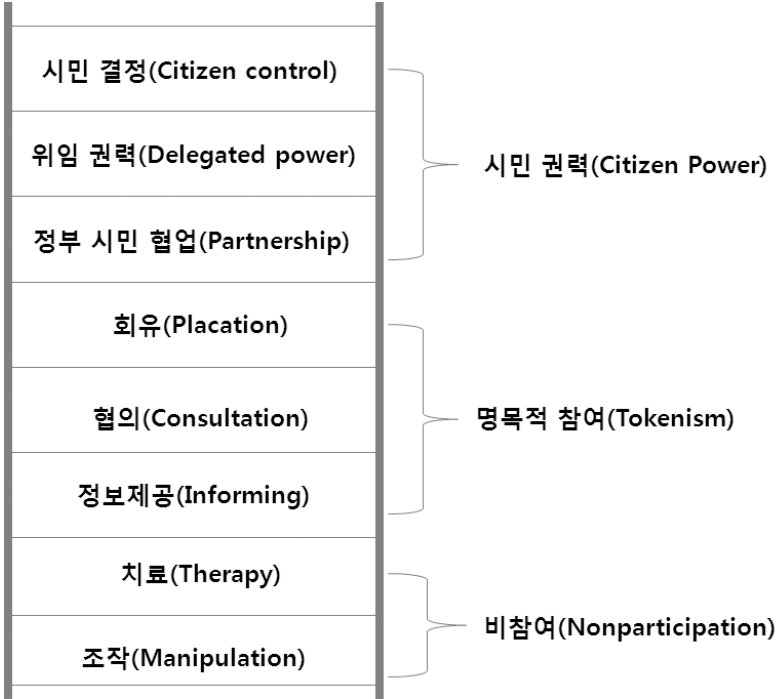 시민 결정(Citizen control)
위임 권력(Delegated power)
정부 시민 협업(Partnership)
시민 권력(Citizen Power)
회유(Placation)
협의(Consultation)
정보제공(Informing)
명목적 참여(Tokenism)
치료(Therapy)
조작(Manipulation)
비참여(Nonparticipation)